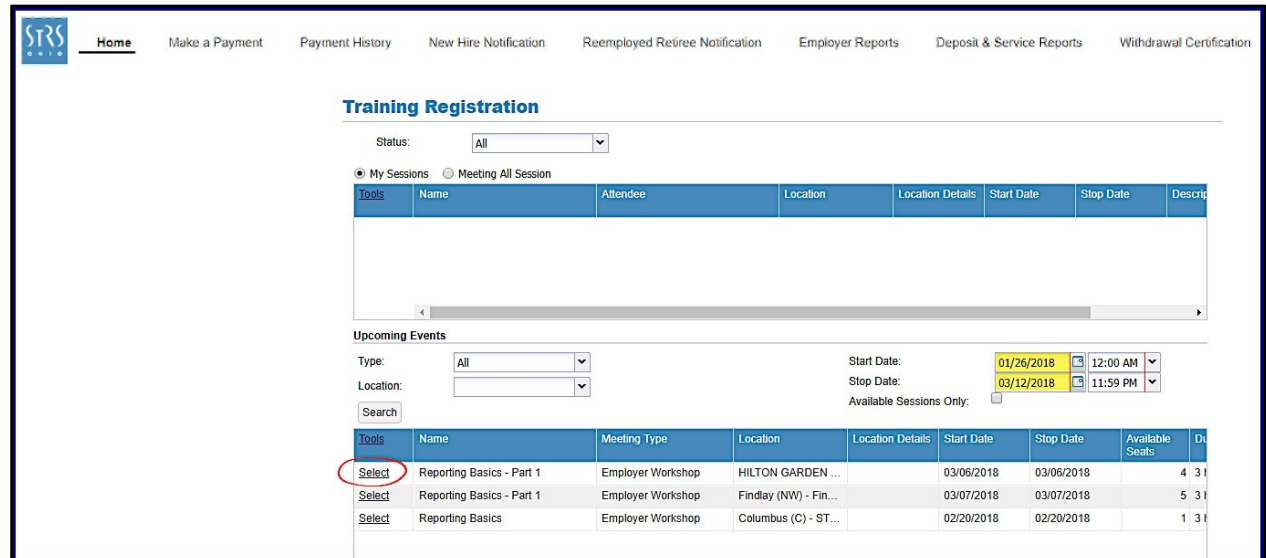 STRS
OHIO
Home Make a Payment Payment History New Hire Notification Reemployed Retiree Notification Employer Reports Deposit & Service Reports Withdrawal Certification
Training Registration
Status: All
My Sessions Meeting All Session
Tools Name Attendee Location Location Details Start Date Stop Date Descrip
Upcoming Events
Type: All Start Date: 01/26/2018 12:00 AM
Location: Stop Date: 03/12/2018 11:59 PM
Available Sessions Only:
Search
Tools Name Meeting Type Location Location Details Start Date Stop Date Available Seats Du
Select Reporting Basics - Part 1 Employer Workshop HILTON GARDEN ... 03/06/2018 03/06/2018 4 3 h
Select Reporting Basics - Part 1 Employer Workshop Findlay (NW) - Fin... 03/07/2018 03/07/2018 5 3 h
Select Reporting Basics Employer Workshop Columbus (C) - ST... 02/20/2018 02/20/2018 1 3 h